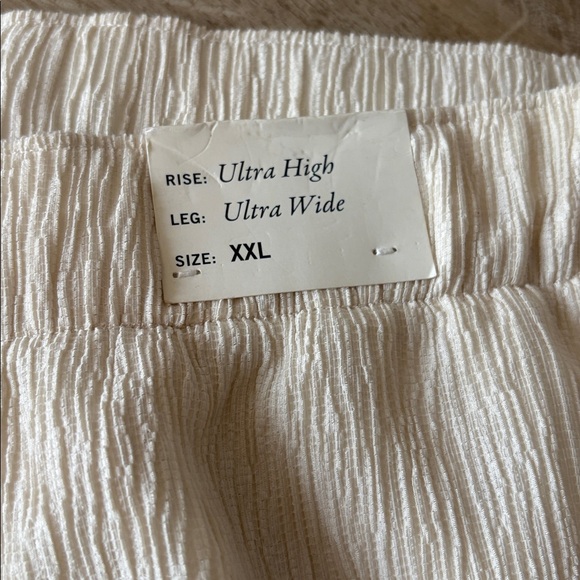 RISE: Ultra High
LEG: Ultra Wide
SIZE: XXL